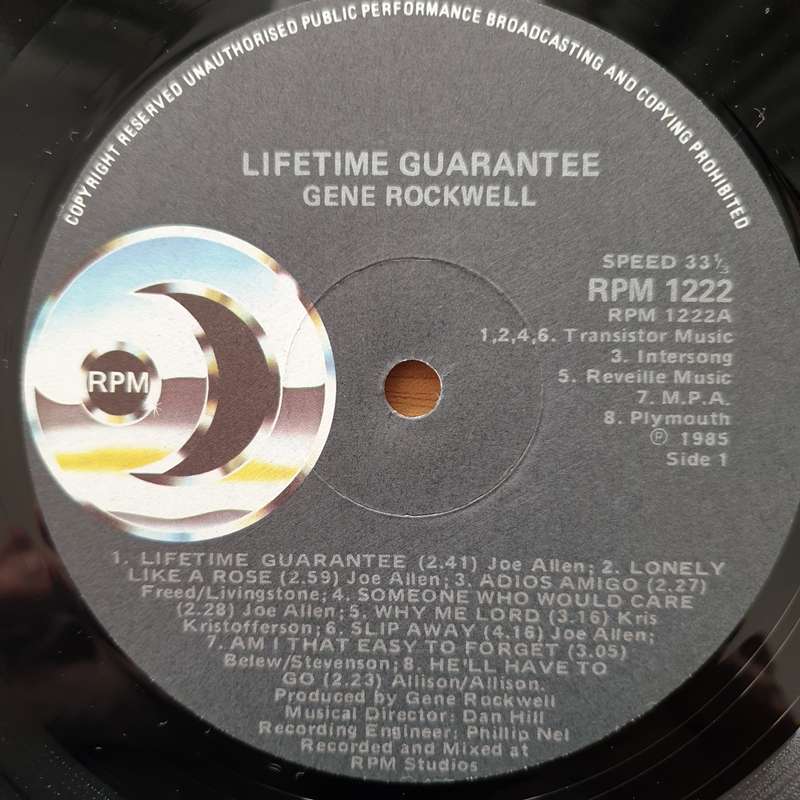 COPYRIGHT RESERVED UNAUTHORISED PUBLIC PERFORMANCE BROADCASTING AND COPYING PROHIBITED
LIFETIME GUARANTEE
GENE ROCKWELL
SPEED 33⅓
RPM 1222
RPM 1222A
1,2,4,6. Transistor Music
3. Intersong
5. Reveille Music
7. M.P.A.
8. Plymouth
℗ 1985
Side 1
RPM
1. LIFETIME GUARANTEE (2.41) Joe Allen; 2. LONELY
LIKE A ROSE (2.59) Joe Allen; 3. ADIOS AMIGO (2.27)
Freed/Livingstone; 4. SOMEONE WHO WOULD CARE
(2.28) Joe Allen; 5. WHY ME LORD (3.16) Kris
Kristofferson; 6. SLIP AWAY (4.16) Joe Allen;
7. AM I THAT EASY TO FORGET (3.05)
Belew/Stevenson; 8. HE'LL HAVE TO
GO (2.23) Allison/Allison.
Produced by Gene Rockwell
Musical Director: Dan Hill
Recording Engineer: Phillip Nel
Recorded and Mixed at
RPM Studios